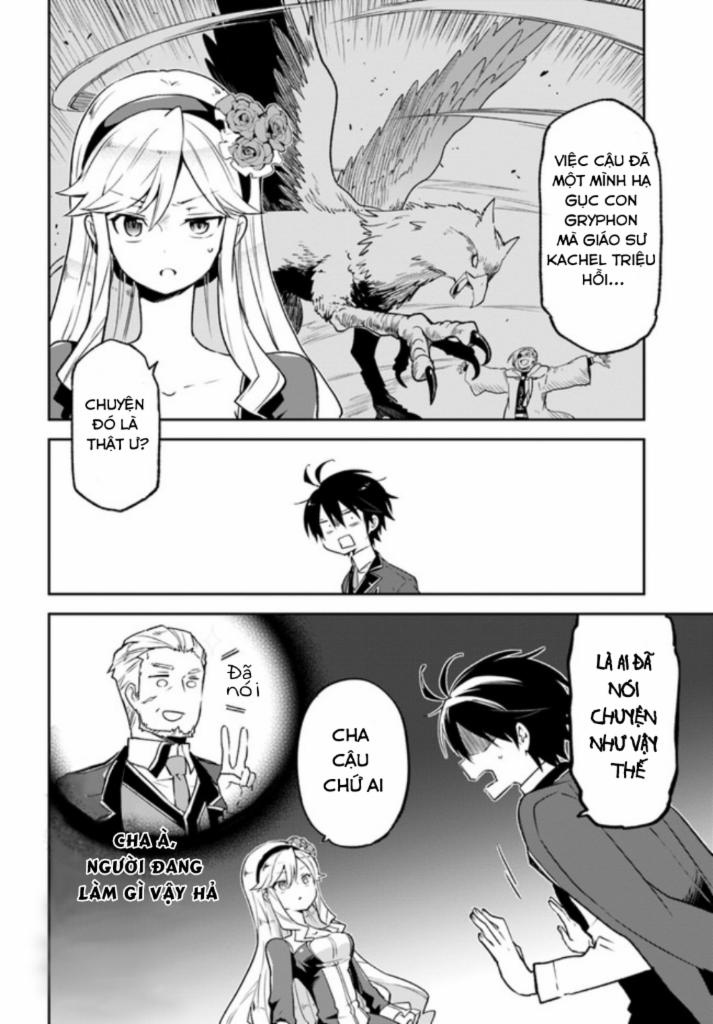 VIỆC CẬU ĐÃ
MỘT MÌNH HẠ
GỤC CON
GRYPHON
MÀ GIÁO SƯ
KACHEL TRIỆU
HỒI...
CHUYỆN
ĐÓ LÀ
THẬT Ư?
LÀ AI ĐÃ
NÓI
CHUYỆN
NHƯ VẬY
THẾ
CHA
CẬU
CHỨ AI
Đã
nói
CHA À,
NGƯỜI ĐANG
LÀM GÌ VẬY HẢ